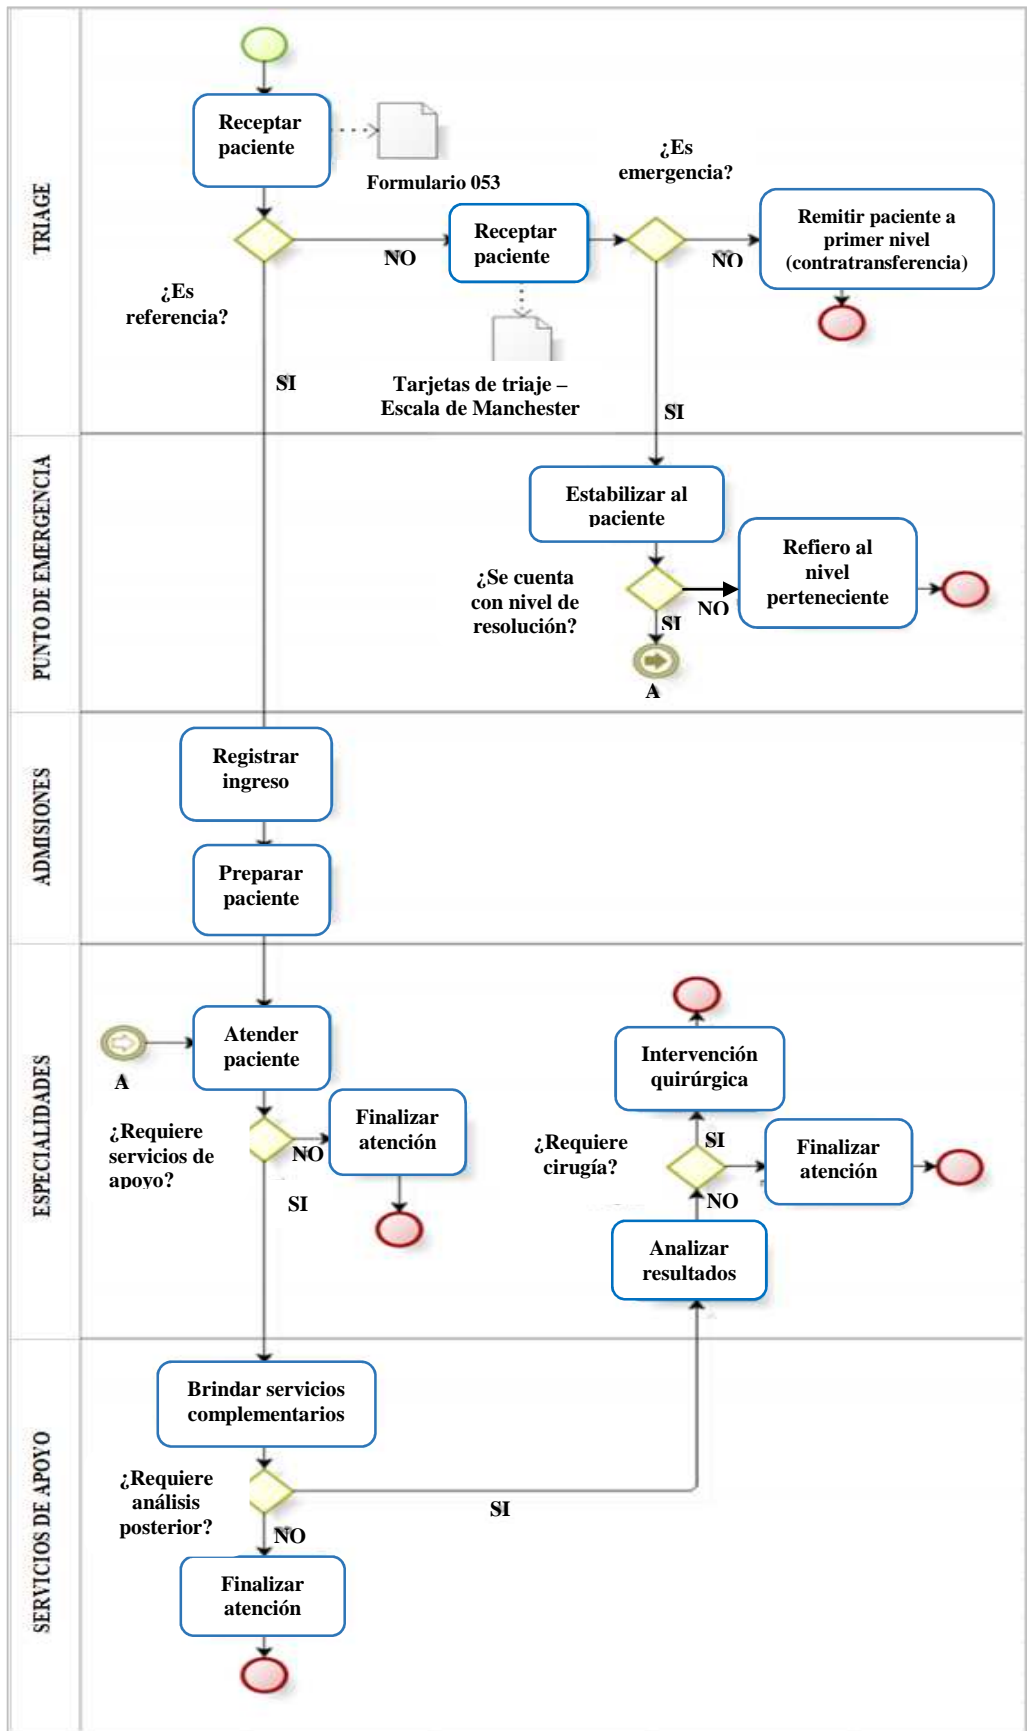 TRIAGE
Receptar
paciente
Formulario 053
¿Es
referencia?
NO
SI
Receptar
paciente
Tarjetas de triaje –
Escala de Manchester
¿Es
emergencia?
NO
SI
Remitir paciente a
primer nivel
(contratransferencia)
PUNTO DE EMERGENCIA
Estabilizar al
paciente
¿Se cuenta
con nivel de
resolución?
NO
SI
A
Refiero al
nivel
perteneciente
ADMISIONES
Registrar
ingreso
Preparar
paciente
ESPECIALIDADES
A
Atender
paciente
¿Requiere
servicios de
apoyo?
NO
SI
Finalizar
atención
Intervención
quirúrgica
¿Requiere
cirugía?
SI
NO
Finalizar
atención
Analizar
resultados
SERVICIOS DE APOYO
Brindar servicios
complementarios
¿Requiere
análisis
posterior?
SI
NO
Finalizar
atención